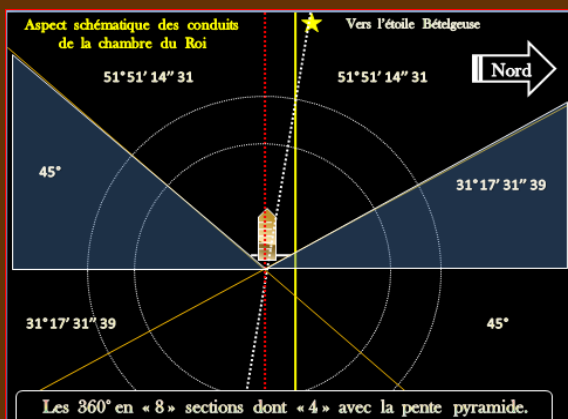 Aspect schématique des conduits
de la chambre du Roi
Vers l'étoile Bételgeuse
51°51' 14" 31
51°51' 14" 31
Nord
45°
31°17' 31" 39
31°17' 31" 39
45°
Les 360° en « 8 » sections dont « 4 » avec la pente pyramide.